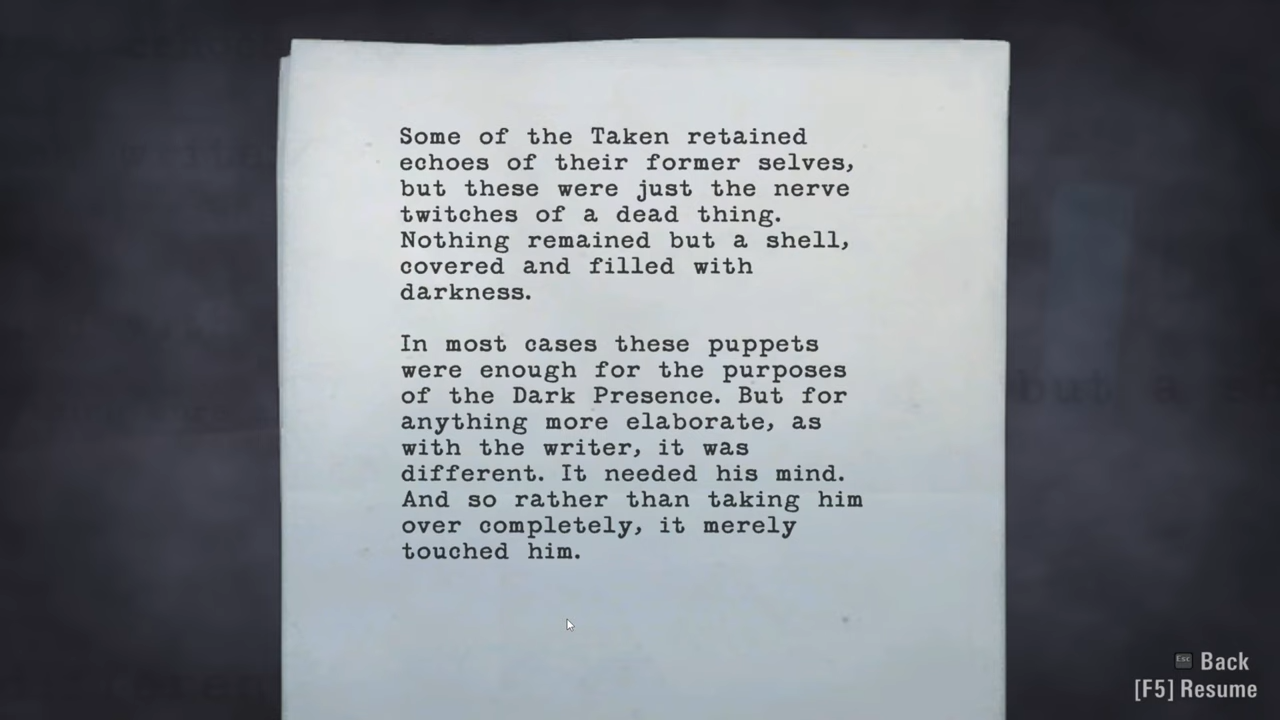 Some of the Taken retained
echoes of their former selves,
but these were just the nerve
twitches of a dead thing.
Nothing remained but a shell,
covered and filled with
darkness.
In most cases these puppets
were enough for the purposes
of the Dark Presence. But for
anything more elaborate, as
with the writer, it was
different. It needed his mind.
And so rather than taking him
over completely, it merely
touched him.
Esc Back
[F5] Resume